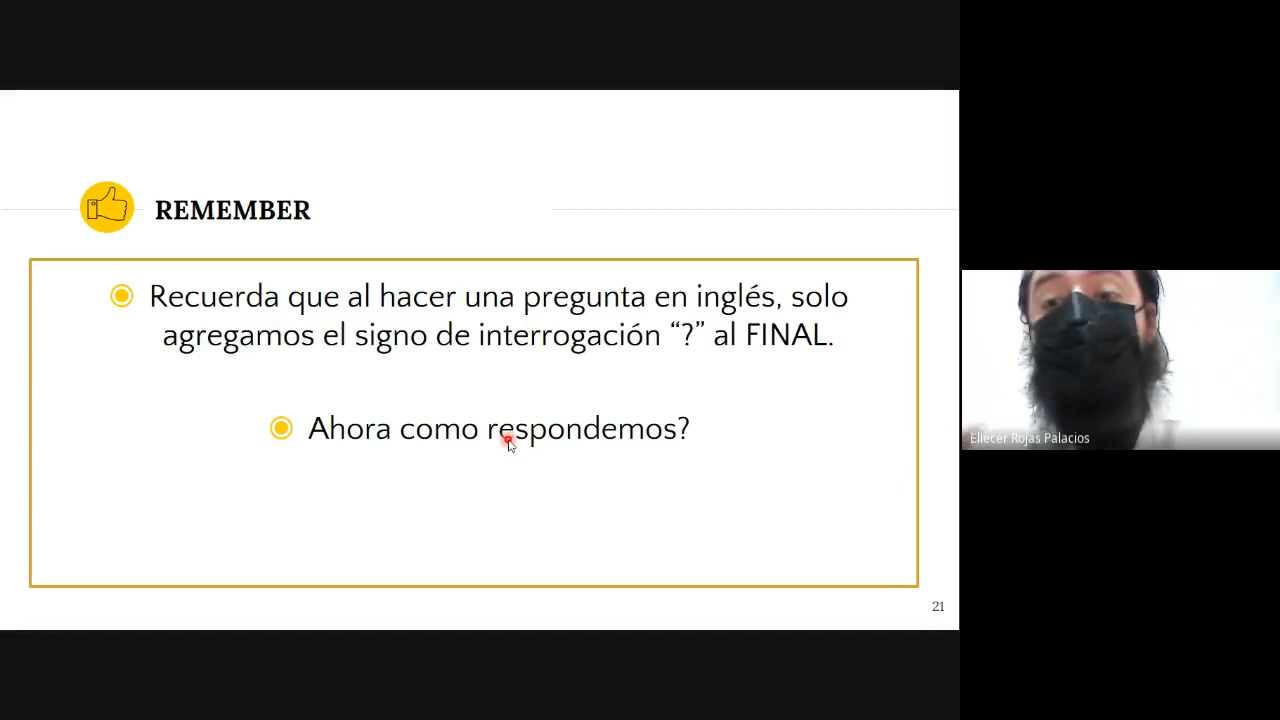 REMEMBER
Recuerda que al hacer una pregunta en inglés, solo
agregamos el signo de interrogación “?” al FINAL.
Ahora como respondemos?
21
Eliecer Rojas Palacios